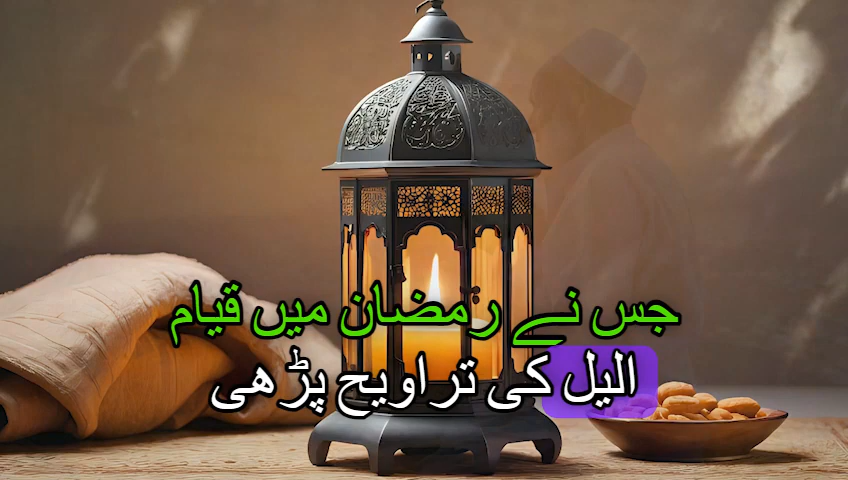 جس نے رمضان میں قیام
الیل کی تراویح پڑھی